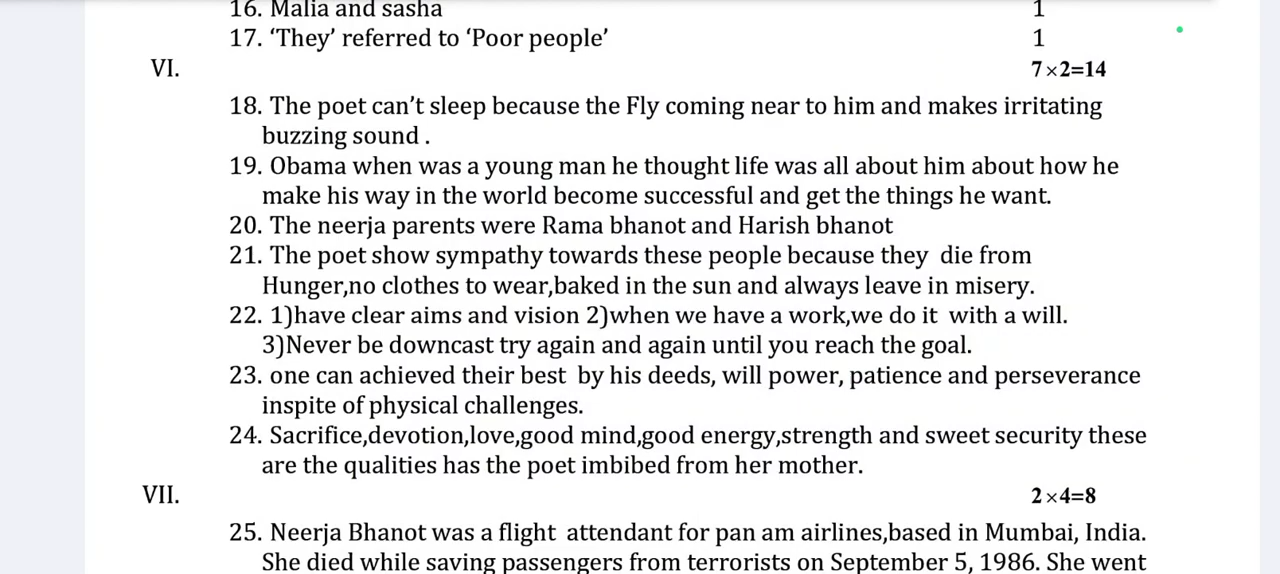 16. Malia and sasha 1
17. ‘They’ referred to ‘Poor people’ 1
VI. 7×2=14
18. The poet can’t sleep because the Fly coming near to him and makes irritating
buzzing sound .
19. Obama when was a young man he thought life was all about him about how he
make his way in the world become successful and get the things he want.
20. The neerja parents were Rama bhanot and Harish bhanot
21. The poet show sympathy towards these people because they die from
Hunger,no clothes to wear,baked in the sun and always leave in misery.
22. 1)have clear aims and vision 2)when we have a work,we do it with a will.
3)Never be downcast try again and again until you reach the goal.
23. one can achieved their best by his deeds, will power, patience and perseverance
inspite of physical challenges.
24. Sacrifice,devotion,love,good mind,good energy,strength and sweet security these
are the qualities has the poet imbibed from her mother.
VII. 2×4=8
25. Neerja Bhanot was a flight attendant for pan am airlines,based in Mumbai, India.
She died while saving passengers from terrorists on September 5, 1986. She went